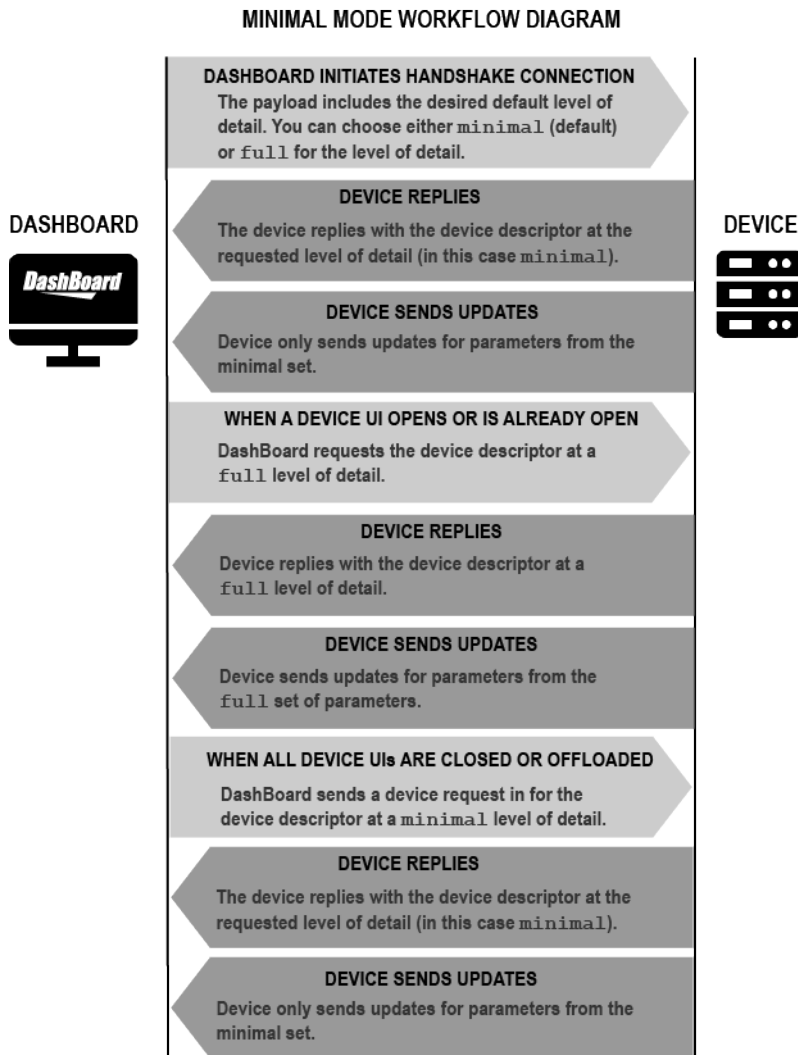 MINIMAL MODE WORKFLOW DIAGRAM
DASHBOARD INITIATES HANDSHAKE CONNECTION
The payload includes the desired default level of
detail. You can choose either minimal (default)
or full for the level of detail.
DEVICE REPLIES
The device replies with the device descriptor at the
requested level of detail (in this case minimal).
DASHBOARD
DashBoard
DEVICE
DEVICE SENDS UPDATES
Device only sends updates for parameters from the
minimal set.
WHEN A DEVICE UI OPENS OR IS ALREADY OPEN
DashBoard requests the device descriptor at a
full level of detail.
DEVICE REPLIES
Device replies with the device descriptor at a
full level of detail.
DEVICE SENDS UPDATES
Device sends updates for parameters from the
full set of parameters.
WHEN ALL DEVICE UIs ARE CLOSED OR OFFLOADED
DashBoard sends a device request in for the
device descriptor at a minimal level of detail.
DEVICE REPLIES
The device replies with the device descriptor at the
requested level of detail (in this case minimal).
DEVICE SENDS UPDATES
Device only sends updates for parameters from the
minimal set.